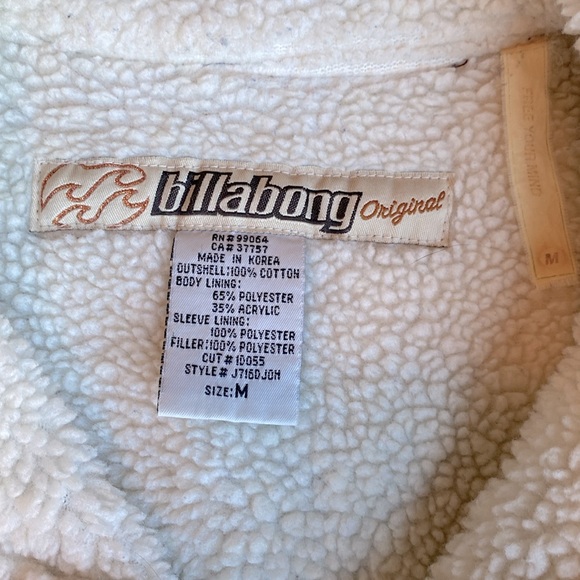 billabong Original
RN# 99064
CA# 37757
MADE IN KOREA
OUTSHELL:100% COTTON
BODY LINING:
65% POLYESTER
35% ACRYLIC
SLEEVE LINING:
100% POLYESTER
FILLER:100% POLYESTER
CUT# 1D055
STYLE# J716DJOH
SIZE: M
M